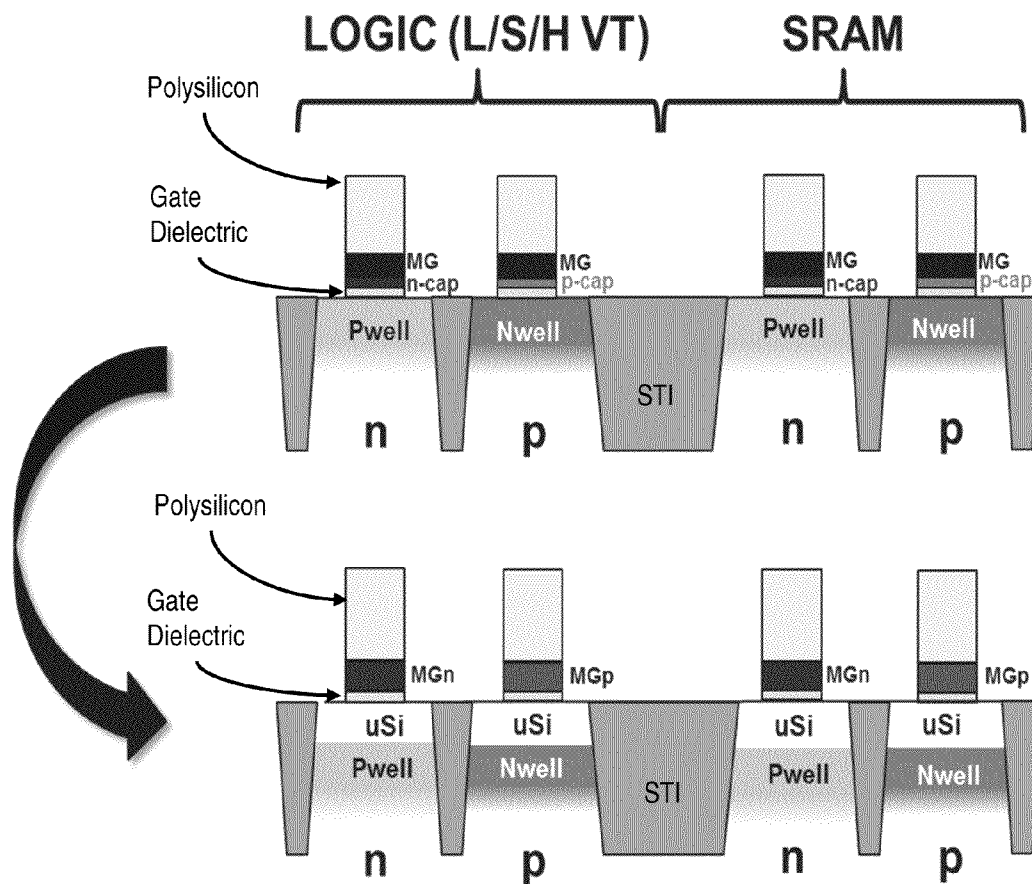 LOGIC (L/S/H VT)
SRAM
Polysilicon
Gate
Dielectric
MG
n-cap
MG
p-cap
MG
n-cap
MG
p-cap
Pwell
Nwell
Pwell
Nwell
STI
n
p
n
p
Polysilicon
Gate
Dielectric
MGn
MGp
MGn
MGp
uSi
uSi
uSi
uSi
Pwell
Nwell
Pwell
Nwell
STI
n
p
n
p